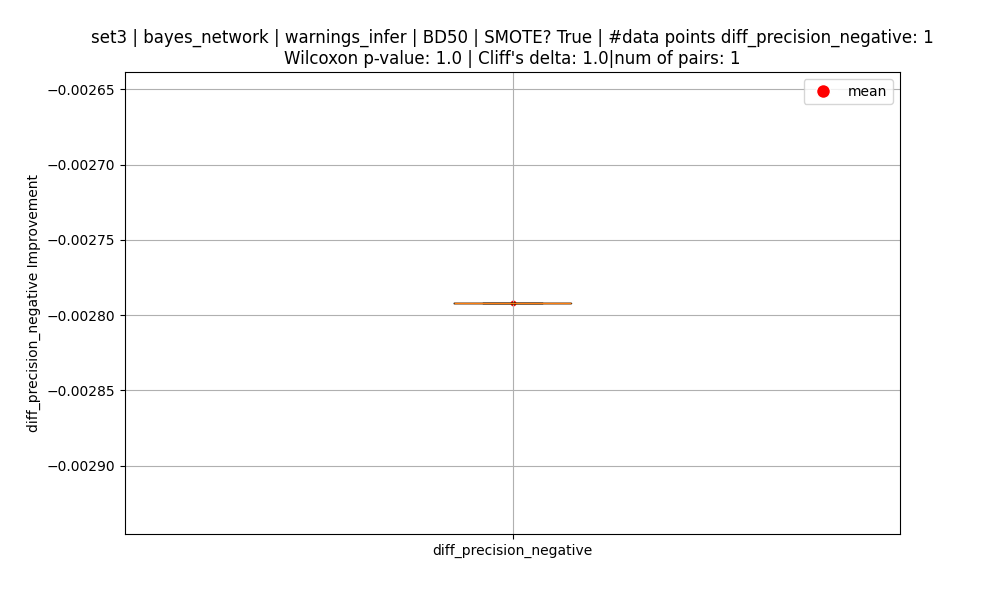 set3 | bayes_network | warnings_infer | BD50 | SMOTE? True | #data points diff_precision_negative: 1
Wilcoxon p-value: 1.0 | Cliff's delta: 1.0|num of pairs: 1
mean
−0.00265
−0.00270
−0.00275
−0.00280
−0.00285
−0.00290
diff_precision_negative Improvement
diff_precision_negative